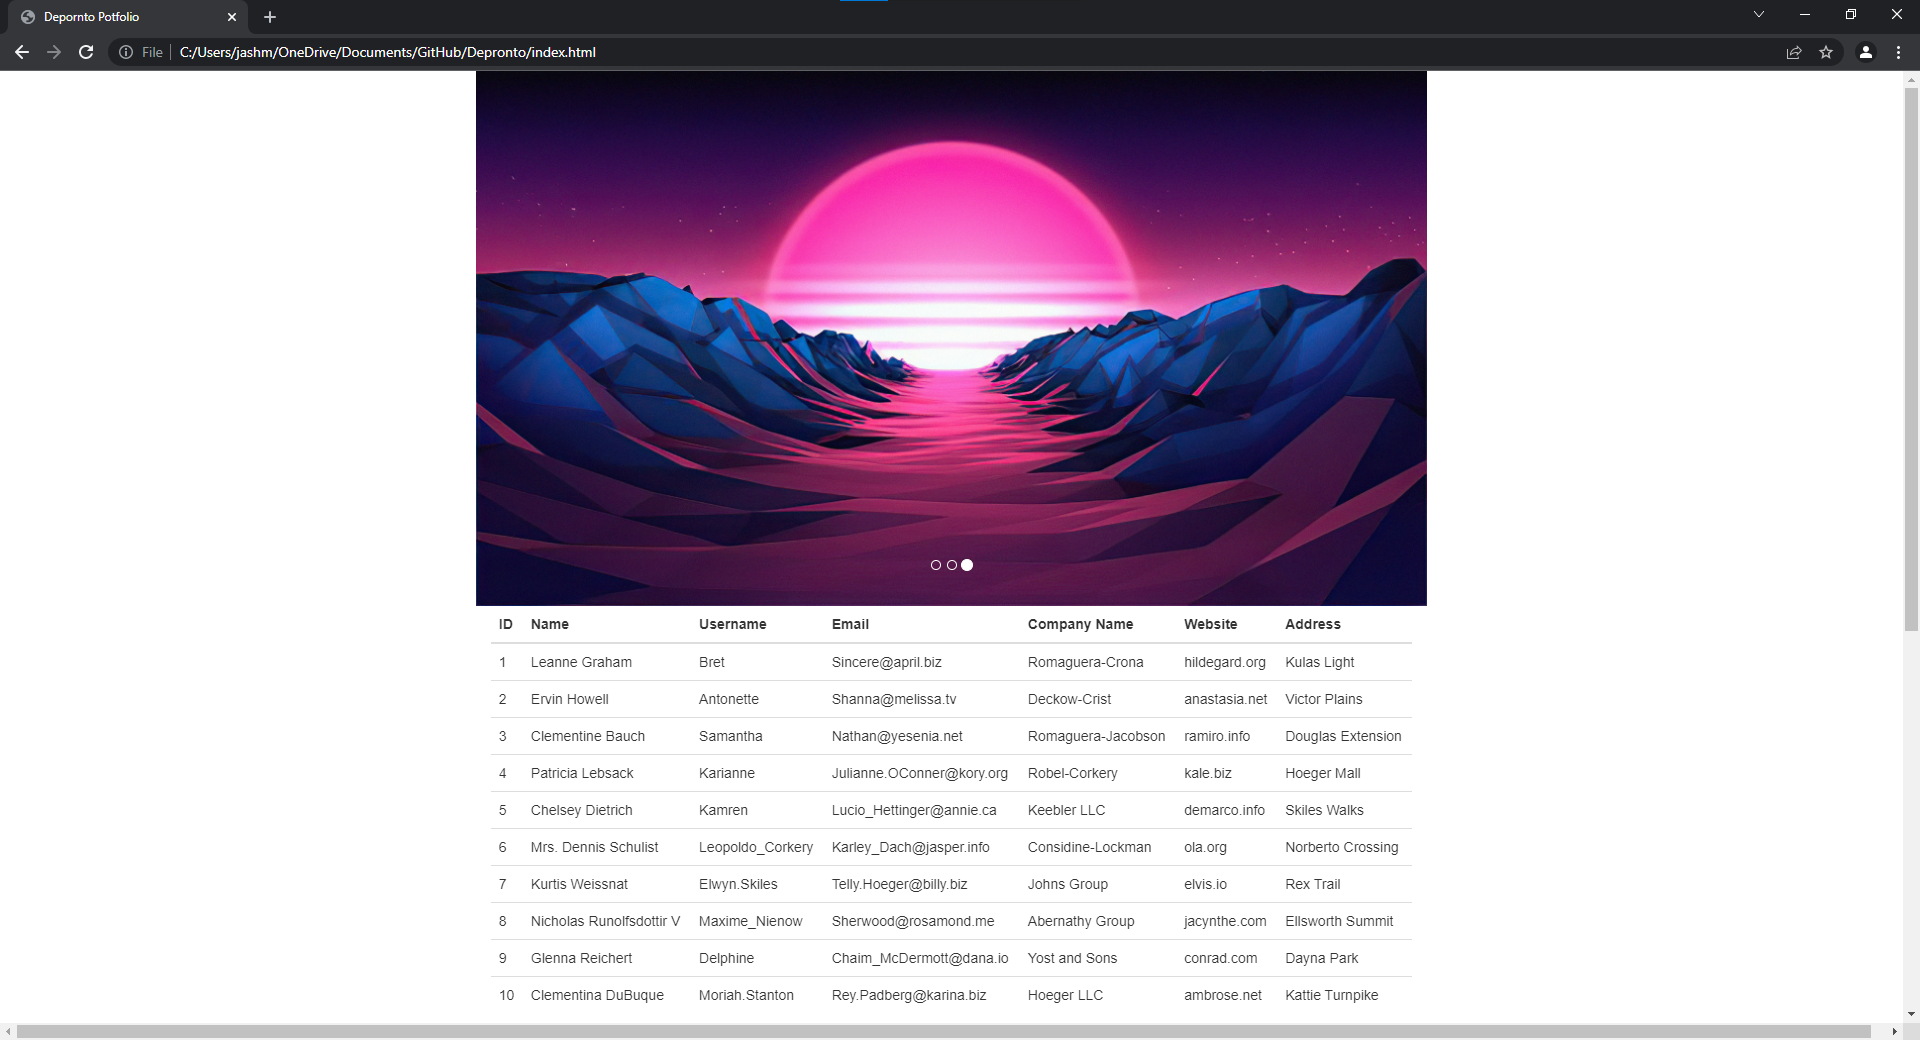 Depornto Potfolio
File C:/Users/jashm/OneDrive/Documents/GitHub/Depronto/index.html
ID Name Username Email Company Name Website Address
1 Leanne Graham Bret Sincere@april.biz Romaguera-Crona hildegard.org Kulas Light
2 Ervin Howell Antonette Shanna@melissa.tv Deckow-Crist anastasia.net Victor Plains
3 Clementine Bauch Samantha Nathan@yesenia.net Romaguera-Jacobson ramiro.info Douglas Extension
4 Patricia Lebsack Karianne Julianne.OConner@kory.org Robel-Corkery kale.biz Hoeger Mall
5 Chelsey Dietrich Kamren Lucio_Hettinger@annie.ca Keebler LLC demarco.info Skiles Walks
6 Mrs. Dennis Schulist Leopoldo_Corkery Karley_Dach@jasper.info Considine-Lockman ola.org Norberto Crossing
7 Kurtis Weissnat Elwyn.Skiles Telly.Hoeger@billy.biz Johns Group elvis.io Rex Trail
8 Nicholas Runolfsdottir V Maxime_Nienow Sherwood@rosamond.me Abernathy Group jacynthe.com Ellsworth Summit
9 Glenna Reichert Delphine Chaim_McDermott@dana.io Yost and Sons conrad.com Dayna Park
10 Clementina DuBuque Moriah.Stanton Rey.Padberg@karina.biz Hoeger LLC ambrose.net Kattie Turnpike